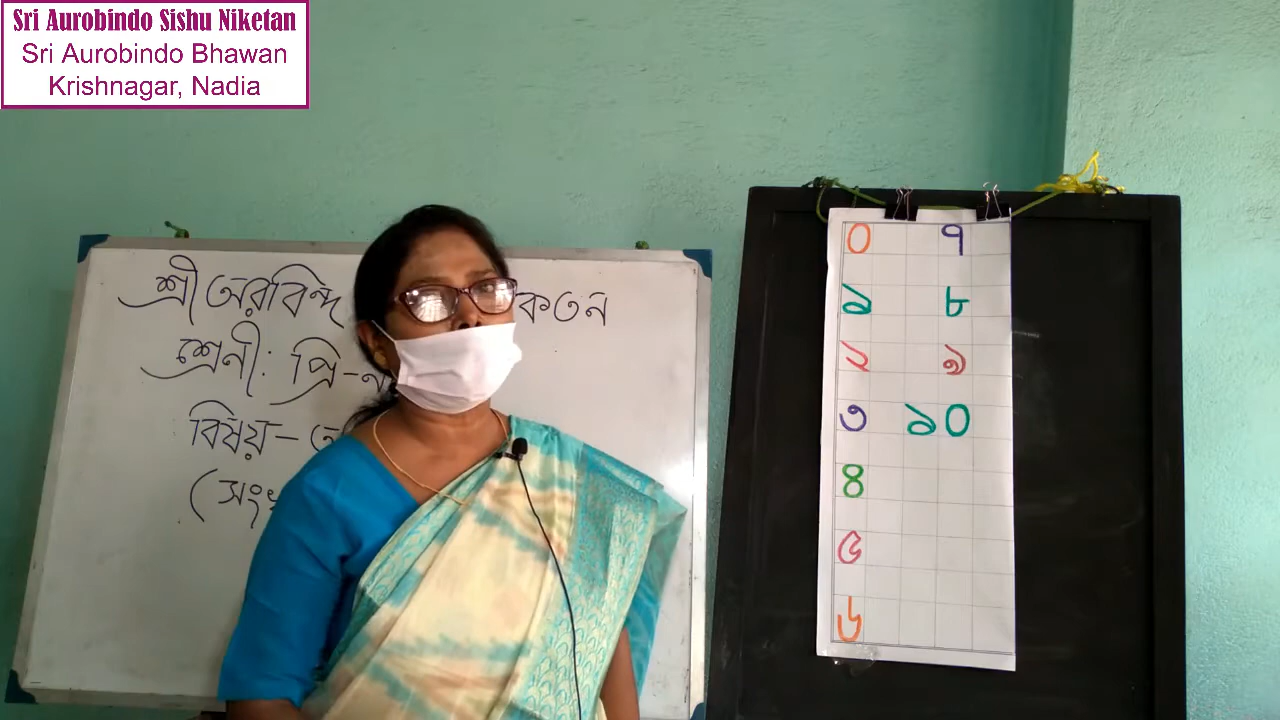 Sri Aurobindo Sishu Niketan
Sri Aurobindo Bhawan
Krishnagar, Nadia
শ্রী অরবিন্দ কেতন
শ্রেনী: প্রি-
বিষয়-
০ ৭
১ ৮
২ ৯
৩ ১০
৪
৫
৬